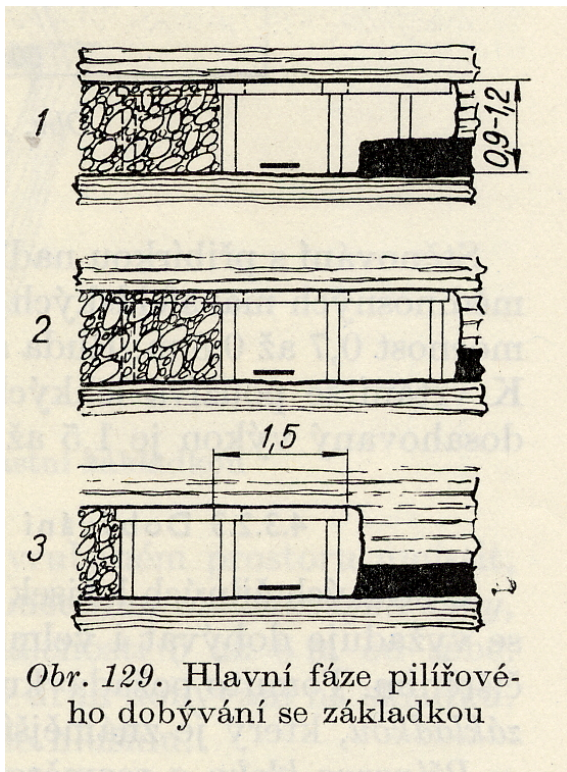 1
0,9-1,2
2
1,5
3
Obr. 129. Hlavní fáze pilířové-
ho dobývání se základkou